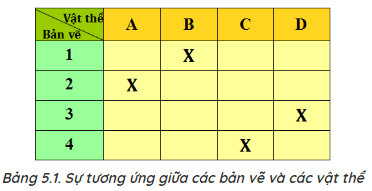 Vật thể
Bản vẽ
A B C D
1 X
2 X
3 X
4 X
Bảng 5.1. Sự tương ứng giữa các bản vẽ và các vật thể